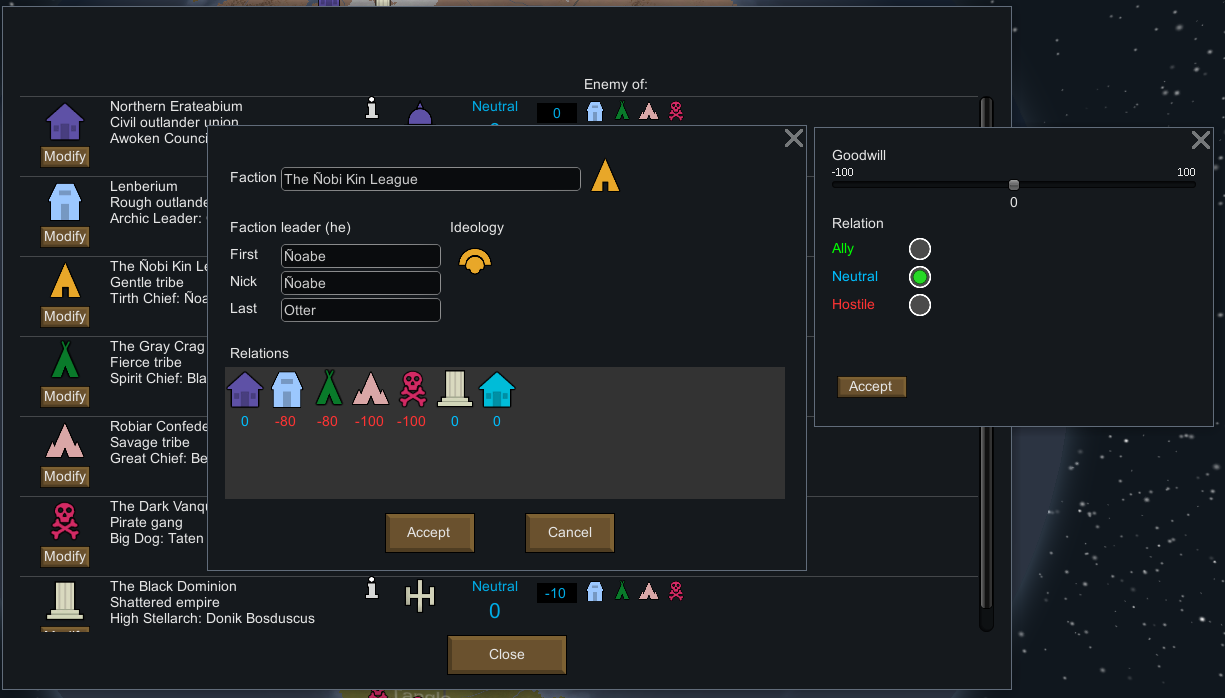 Enemy of:
Northern Erateabium
Civil outlander union
Awoken Counci
Modify
Neutral
0
Lenberium
Rough outlande
Archic Leader:
Modify
The Ñobi Kin Le
Gentle tribe
Tirth Chief: Ñoa
Modify
The Gray Crag
Fierce tribe
Spirit Chief: Bla
Modify
Robiar Confede
Savage tribe
Great Chief: Be
Modify
The Dark Vanqu
Pirate gang
Big Dog: Taten
Modify
The Black Dominion
Shattered empire
High Stellarch: Donik Bosduscus
Neutral
0
-10
Close
Faction The Ñobi Kin League
Faction leader (he) Ideology
First Ñoabe
Nick Ñoabe
Last Otter
Relations
0 -80 -80 -100 -100 0 0
Accept Cancel
Goodwill
-100 100
0
Relation
Ally
Neutral
Hostile
Accept